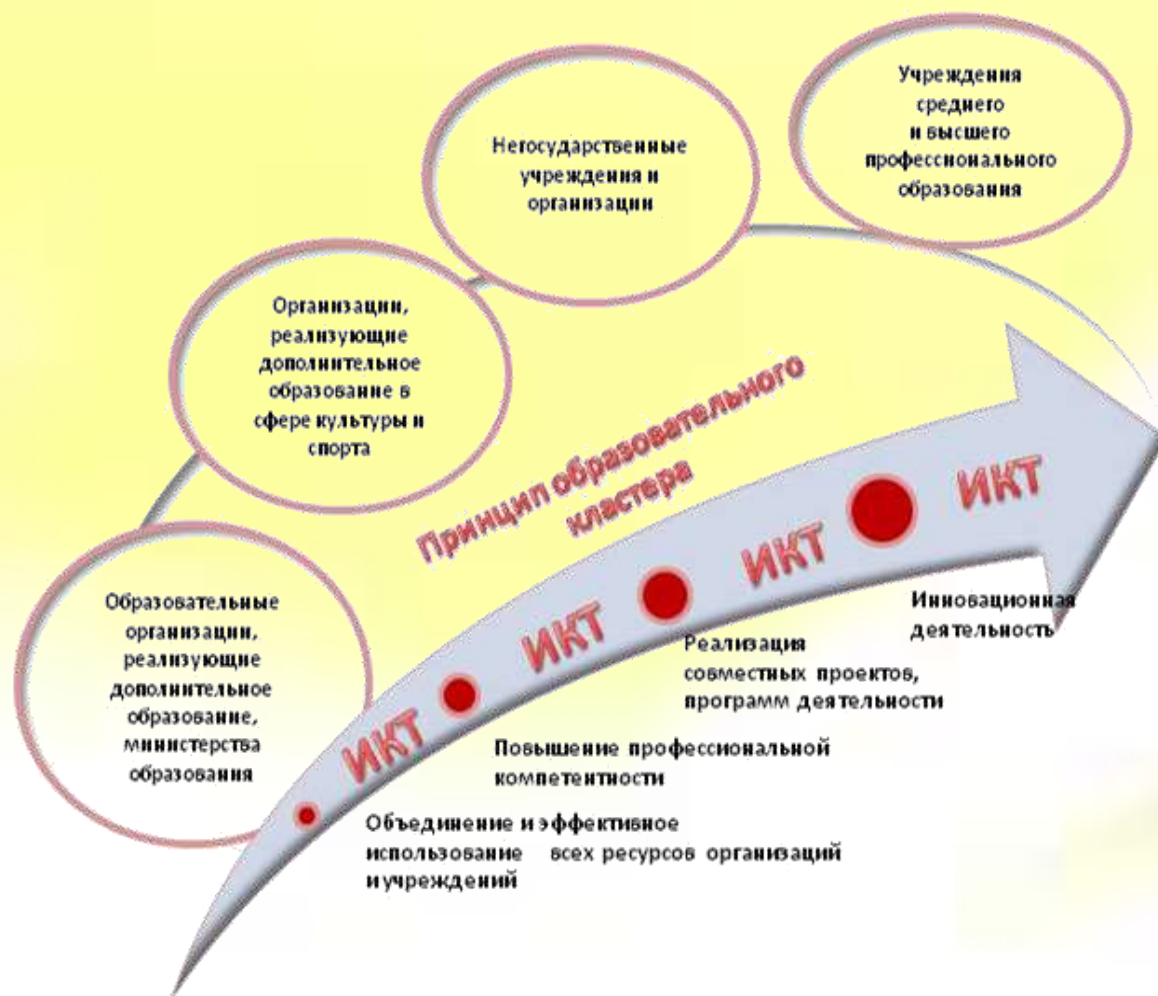 Учреждения
среднего
и высшего
профессионального
образования
Негосударственные
учреждения и
организации
Организации,
реализующие
дополнительное
образование в
сфере культуры и
спорта
Образовательные
организации,
реализующие
дополнительное
образование,
министерства
образования
Принцип образовательного
кластера
ИКТ
ИКТ
ИКТ
ИКТ
Объединение и эффективное
использование всех ресурсов организаций
и учреждений
Повышение профессиональной
компетентности
Реализация
совместных проектов,
программ деятельности
Инновационная
деятельность